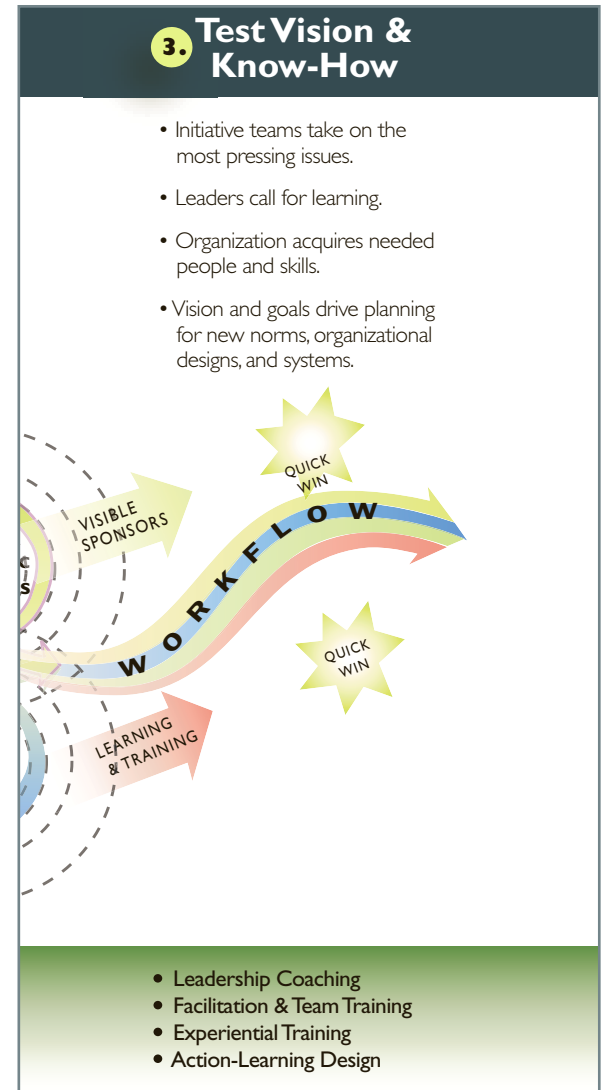 3. Test Vision &
Know-How
• Initiative teams take on the
most pressing issues.
• Leaders call for learning.
• Organization acquires needed
people and skills.
• Vision and goals drive planning
for new norms, organizational
designs, and systems.
QUICK
WIN
VISIBLE
SPONSORS
WORKFLOW
C
S
QUICK
WIN
LEARNING
& TRAINING
• Leadership Coaching
• Facilitation & Team Training
• Experiential Training
• Action-Learning Design